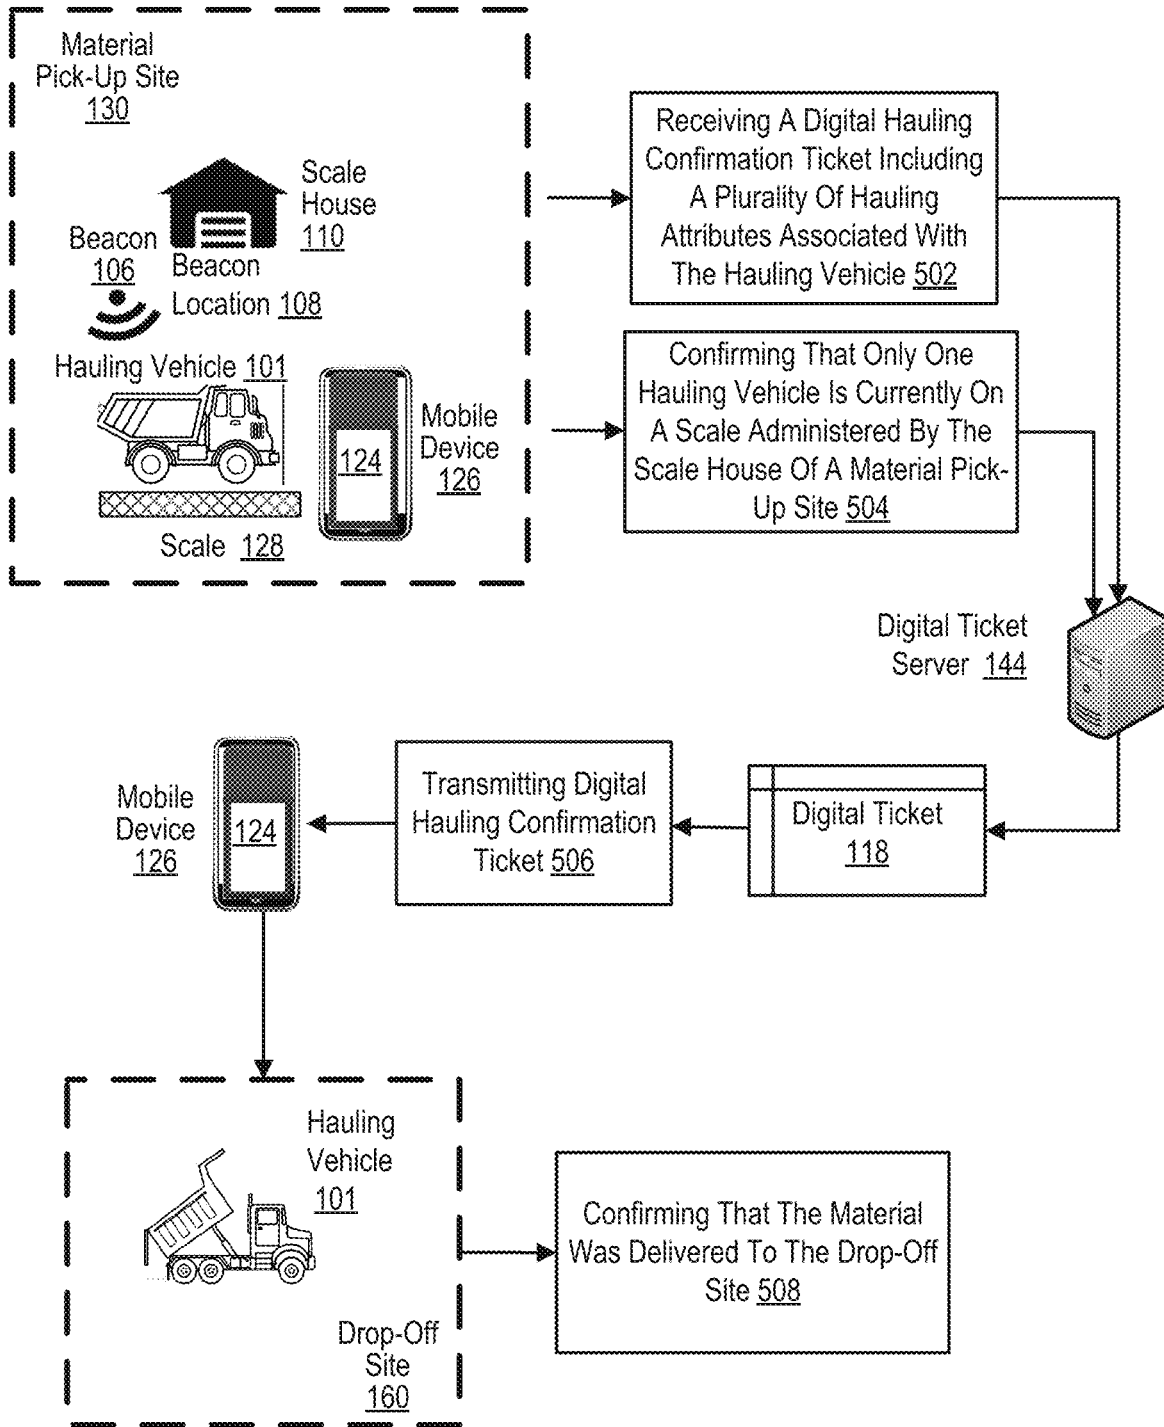 Material
Pick-Up Site
130
Scale
House
110
Beacon
106
Beacon
Location 108
Hauling Vehicle 101
124
Mobile
Device
126
Scale 128
Receiving A Digital Hauling
Confirmation Ticket Including
A Plurality Of Hauling
Attributes Associated With
The Hauling Vehicle 502
Confirming That Only One
Hauling Vehicle Is Currently On
A Scale Administered By The
Scale House Of A Material Pick-
Up Site 504
Digital Ticket
Server 144
Digital Ticket
118
Transmitting Digital
Hauling Confirmation
Ticket 506
Mobile
Device
126
124
Hauling
Vehicle
101
Drop-Off
Site
160
Confirming That The Material
Was Delivered To The Drop-Off
Site 508